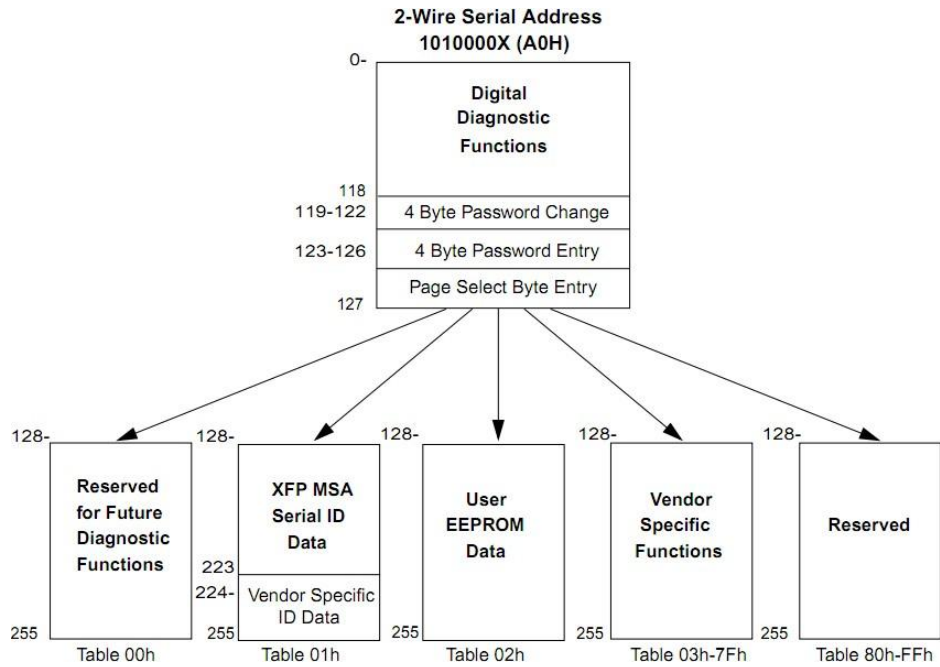 2-Wire Serial Address
1010000X (A0H)
0-
Digital
Diagnostic
Functions
118
119-122
4 Byte Password Change
123-126
4 Byte Password Entry
Page Select Byte Entry
127
128-
Reserved
for Future
Diagnostic
Functions
255
Table 00h
128-
XFP MSA
Serial ID
Data
223
224-
Vendor Specific
ID Data
255
Table 01h
128-
User
EEPROM
Data
255
Table 02h
128-
Vendor
Specific
Functions
255
Table 03h-7Fh
128-
Reserved
255
Table 80h-FFh